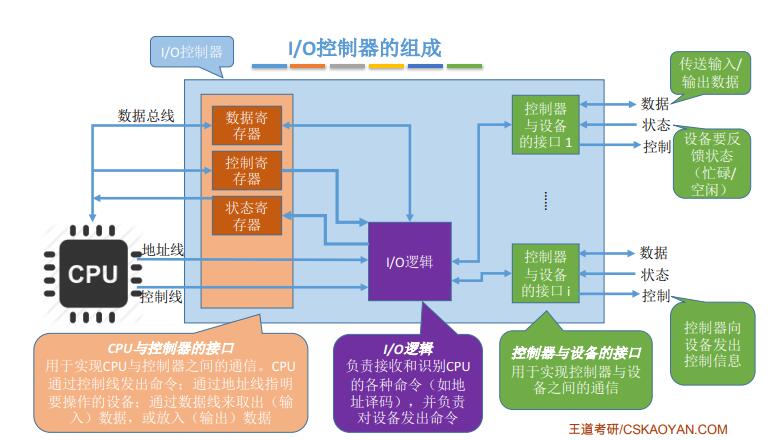 I/O控制器的组成
I/O控制器
传送输入/
输出数据
数据总线
数据寄
存器
控制寄
存器
状态寄
存器
控制器
与设备
的接口 1
数据
状态
控制
设备要反
馈状态
（忙碌/
空闲）
......
CPU
地址线
控制线
I/O逻辑
控制器
与设备
的接口 i
数据
状态
控制
控制器向
设备发出
控制信息
CPU与控制器的接口
用于实现CPU与控制器之间的通信。CPU
通过控制线发出命令；通过地址线指明
要操作的设备；通过数据线来取出（输
入）数据，或放入（输出）数据
I/O逻辑
负责接收和识别CPU
的各种命令（如地
址译码），并负责
对设备发出命令
控制器与设备的接口
用于实现控制器与设
备之间的通信
王道考研/CSKAOYAN.COM